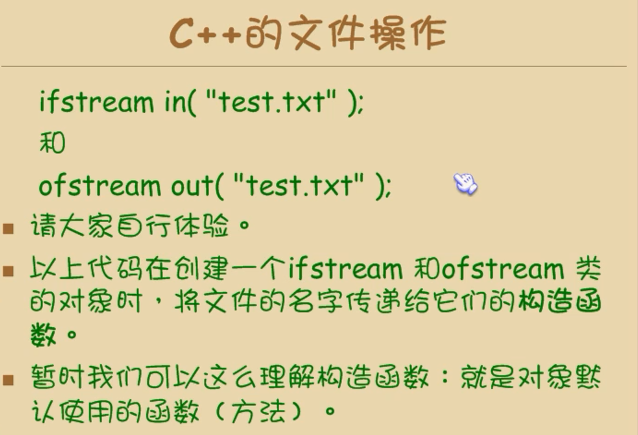 C++的文件操作
ifstream in( "test.txt" );
和
ofstream out( "test.txt" );
请大家自行体验。
以上代码在创建一个ifstream 和ofstream 类
的对象时，将文件的名字传递给它们的构造函
数。
暂时我们可以这么理解构造函数：就是对象默
认使用的函数（方法）。